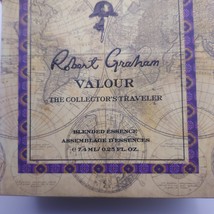 Robert Graham
VALOUR
THE COLLECTOR'S TRAVELER
BLENDED ESSENCE
ASSEMBLAGE D'ESSENCES
℮ 7.4 ML / 0.25 FL. OZ.